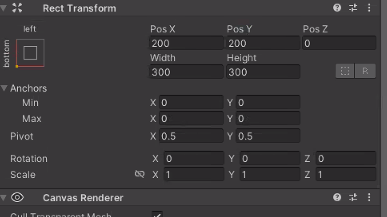 Rect Transform
left
bottom
Pos X Pos Y Pos Z
200 200 0
Width Height
300 300
R
Anchors
Min X 0 Y 0
Max X 0 Y 0
Pivot X 0.5 Y 0.5
Rotation X 0 Y 0 Z 0
Scale X 1 Y 1 Z 1
Canvas Renderer
Cull Transparent Mesh